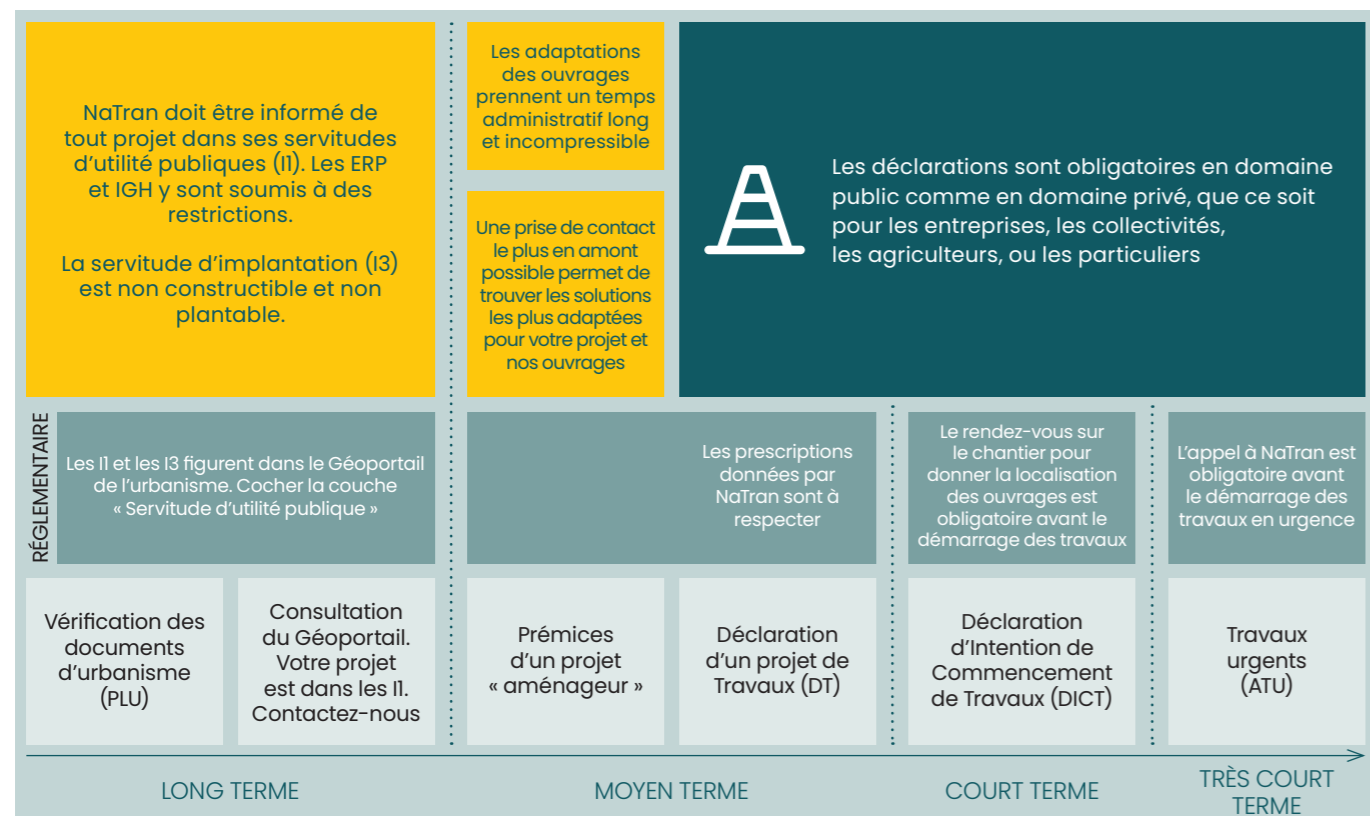 NaTran doit être informé de
tout projet dans ses servitudes
d'utilité publiques (I1). Les ERP
et IGH y sont soumis à des
restrictions.
La servitude d'implantation (I3)
est non constructible et non
plantable.
Les adaptations
des ouvrages
prennent un temps
administratif long
et incompressible
Une prise de contact
le plus en amont
possible permet de
trouver les solutions
les plus adaptées
pour votre projet et
nos ouvrages
Les déclarations sont obligatoires en domaine
public comme en domaine privé, que ce soit
pour les entreprises, les collectivités,
les agriculteurs, ou les particuliers
RÉGLEMENTAIRE
Les I1 et les I3 figurent dans le Géoportail
de l'urbanisme. Cocher la couche
« Servitude d'utilité publique »
Les prescriptions
données par
NaTran sont à
respecter
Le rendez-vous sur
le chantier pour
donner la localisation
des ouvrages est
obligatoire avant le
démarrage des travaux
L'appel à NaTran est
obligatoire avant
le démarrage des
travaux en urgence
Vérification des
documents
d'urbanisme
(PLU)
Consultation
du Géoportail.
Votre projet
est dans les I1.
Contactez-nous
Prémices
d'un projet
« aménageur »
Déclaration
d'un projet de
Travaux (DT)
Déclaration
d'Intention de
Commencement
de Travaux (DICT)
Travaux
urgents
(ATU)
LONG TERME
MOYEN TERME
COURT TERME
TRÈS COURT
TERME